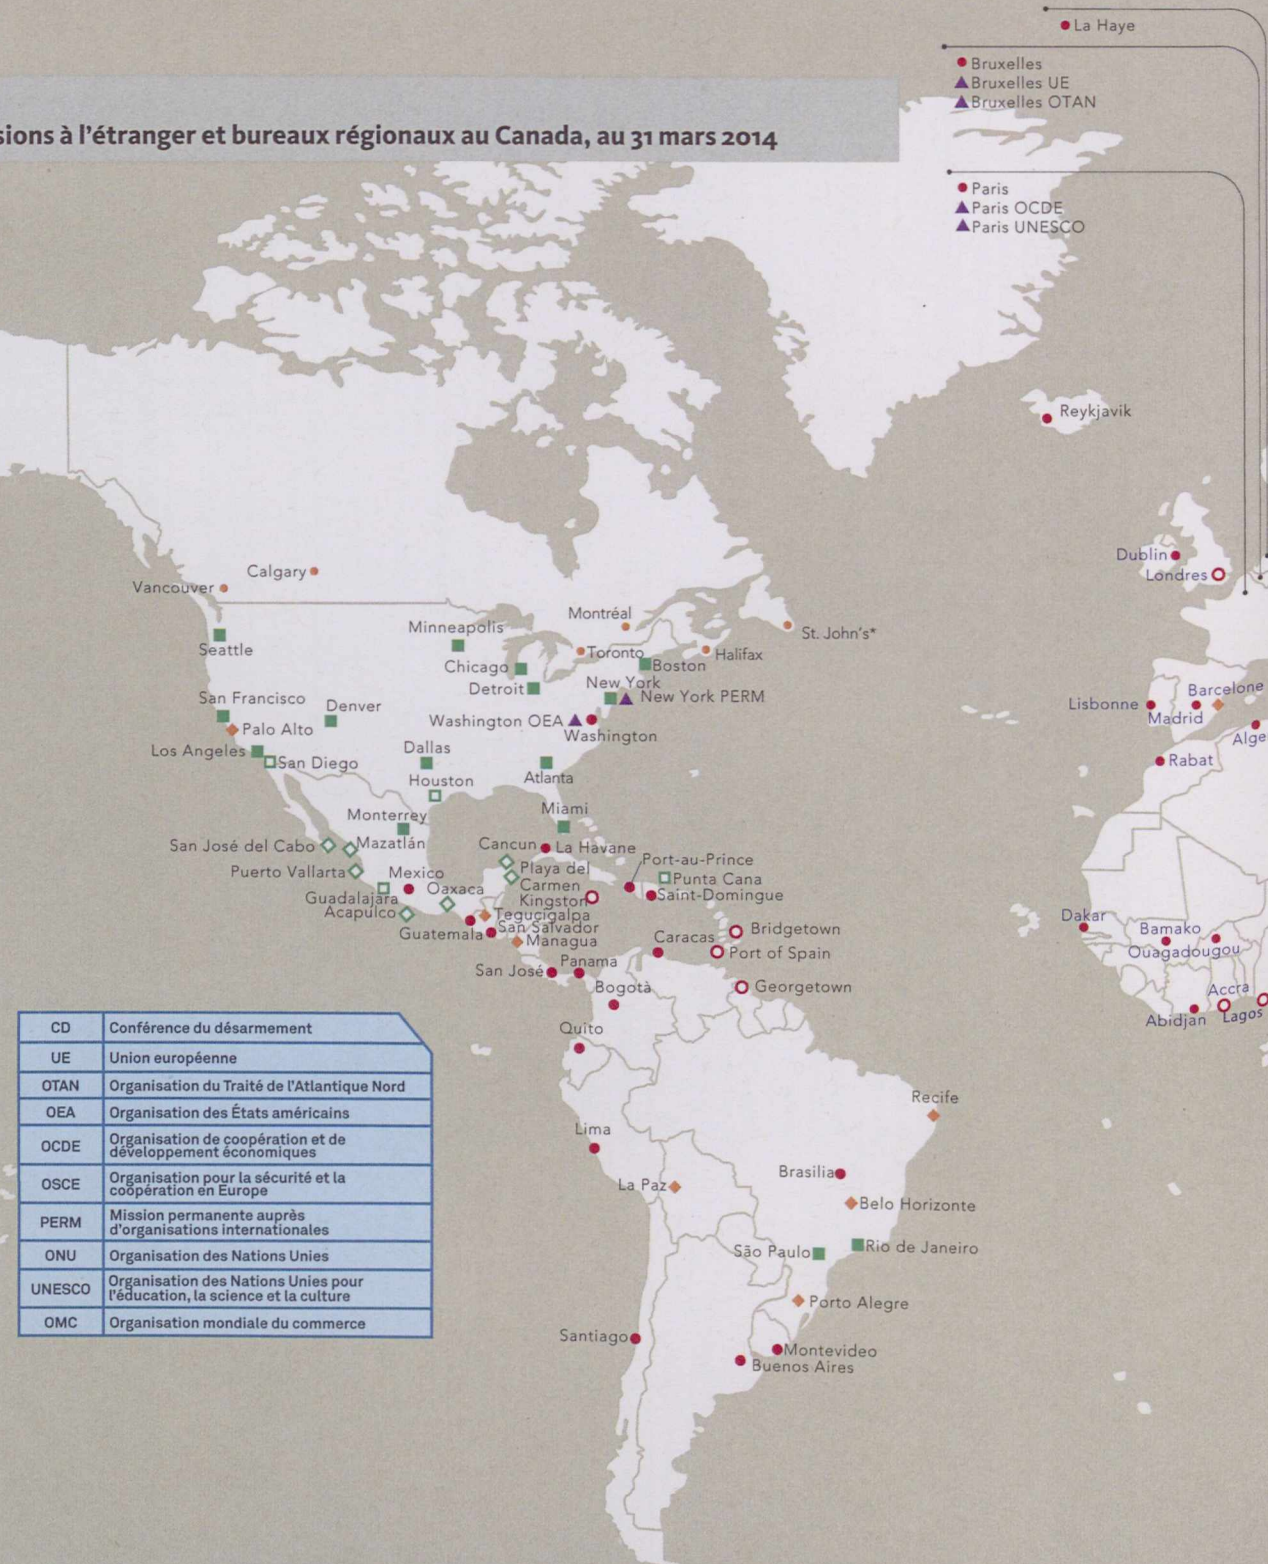 La Haye
Bruxelles
Bruxelles UE
Bruxelles OTAN
sions à l'étranger et bureaux régionaux au Canada, au 31 mars 2014
Paris
Paris OCDE
Paris UNESCO
Reykjavik
Dublin
Londres
Calgary
Vancouver
Montréal
St. John's*
Minneapolis
Toronto
Halifax
Seattle
Chicago
Boston
Detroit
New York
New York PERM
San Francisco
Denver
Palo Alto
Washington OEA
Washington
Lisbonne
Barcelone
Madrid
Alge
Rabat
Los Angeles
San Diego
Dallas
Houston
Atlanta
Monterrey
Miami
San José del Cabo
Mazatlán
Cancun
La Havane
Puerto Vallarta
Mexico
Playa del
Carmen
Port-au-Prince
Punta Cana
Saint-Domingue
Guadalajara
Oaxaca
Kingston
Acapulco
Tegucigalpa
Guatemala
San Salvador
Managua
Bridgetown
Caracas
Port of Spain
Dakar
Bamako
Ouagadougou
San José
Panama
Georgetown
Bogotà
Accra
Abidjan
Lagos
Quito
Recife
Lima
Brasilia
La Paz
Belo Horizonte
São Paulo
Rio de Janeiro
Porto Alegre
Santiago
Montevideo
Buenos Aires
CD Conférence du désarmement
UE Union européenne
OTAN Organisation du Traité de l'Atlantique Nord
OEA Organisation des États américains
OCDE Organisation de coopération et de
développement économiques
OSCE Organisation pour la sécurité et la
coopération en Europe
PERM Mission permanente auprès
d'organisations internationales
ONU Organisation des Nations Unies
UNESCO Organisation des Nations Unies pour
l'éducation, la science et la culture
OMC Organisation mondiale du commerce